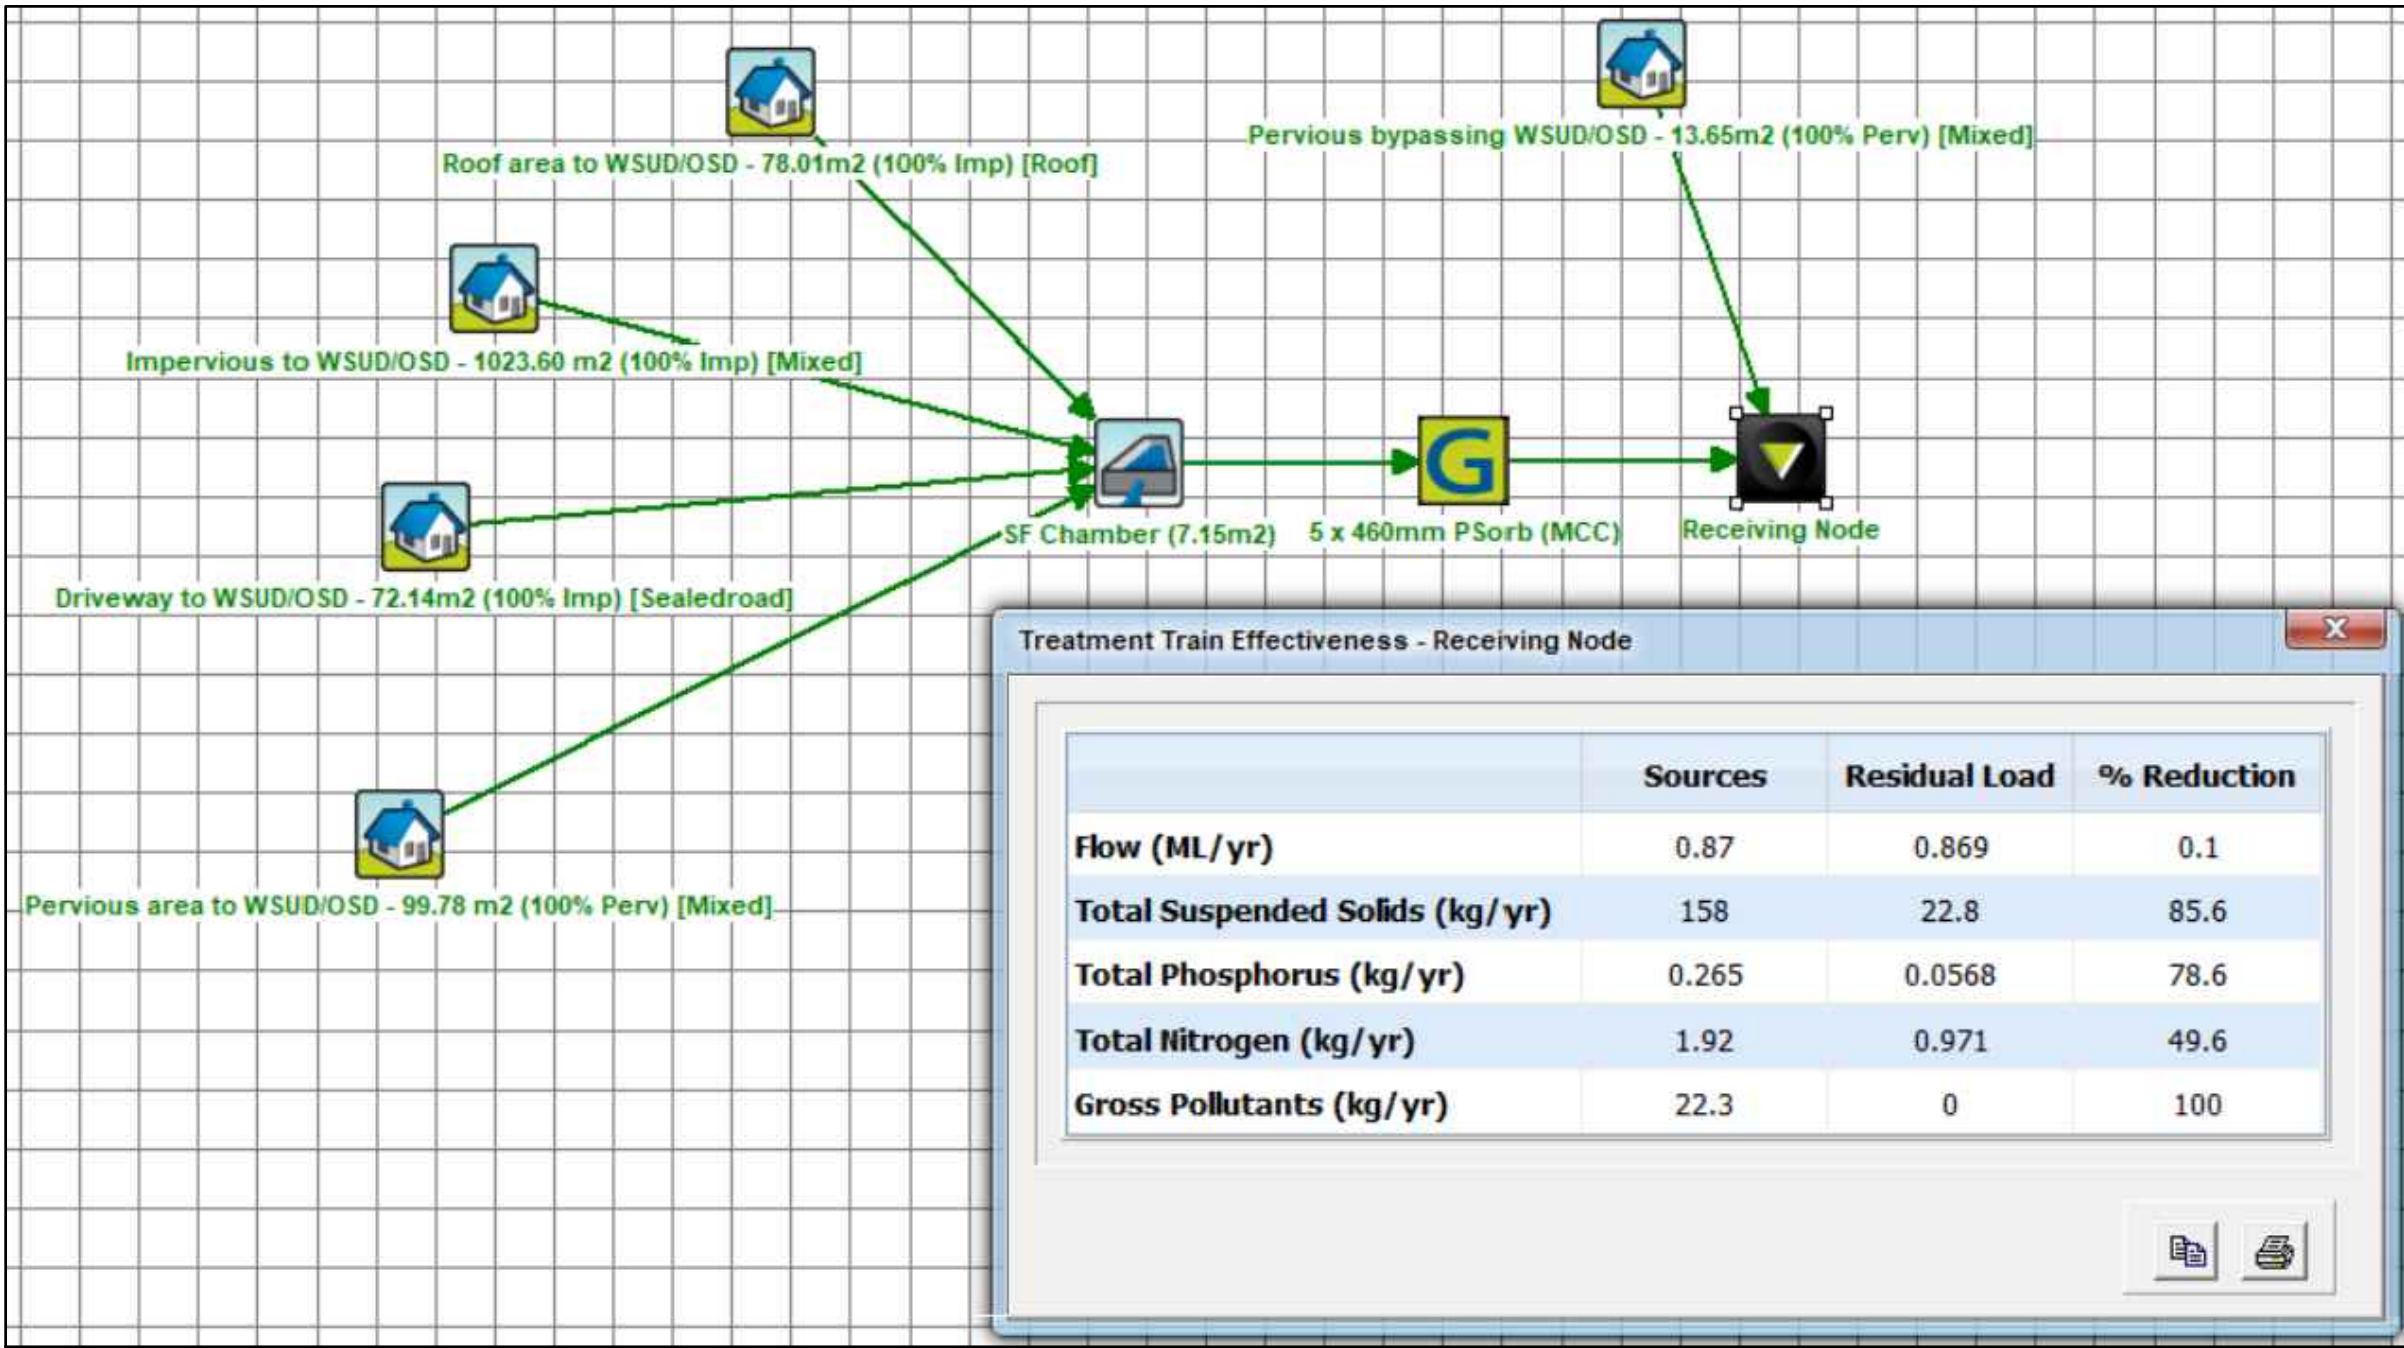 Roof area to WSUD/OSD - 78.01m2 (100% Imp) [Roof]
Pervious bypassing WSUD/OSD - 13.65m2 (100% Perv) [Mixed]
Impervious to WSUD/OSD - 1023.60 m2 (100% Imp) [Mixed]
G
SF Chamber (7.15m2)
5 x 460mm PSorb (MCC)
Receiving Node
Driveway to WSUD/OSD - 72.14m2 (100% Imp) [Sealedroad]
Pervious area to WSUD/OSD - 99.78 m2 (100% Perv) [Mixed]
Treatment Train Effectiveness - Receiving Node
Sources Residual Load % Reduction
Flow (ML/yr) 0.87 0.869 0.1
Total Suspended Solids (kg/yr) 158 22.8 85.6
Total Phosphorus (kg/yr) 0.265 0.0568 78.6
Total Nitrogen (kg/yr) 1.92 0.971 49.6
Gross Pollutants (kg/yr) 22.3 0 100